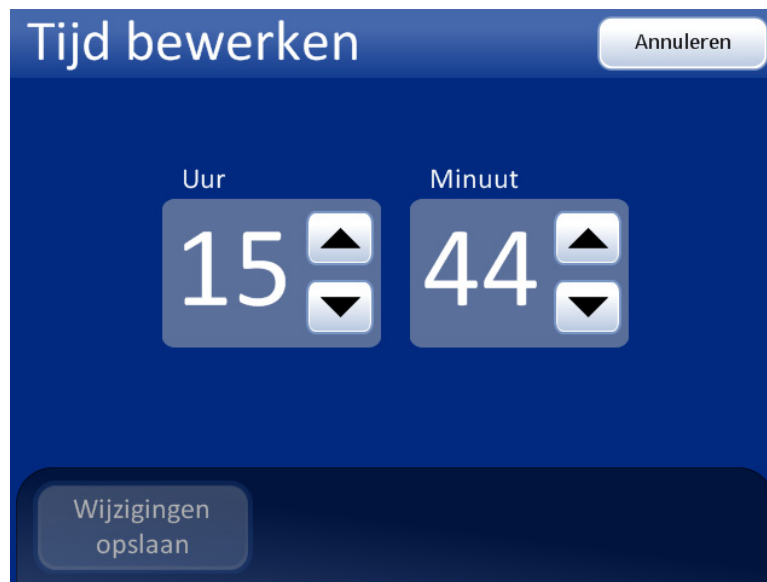 Tijd bewerken
Annuleren
Uur
Minuut
15
44
Wijzigingen
opslaan